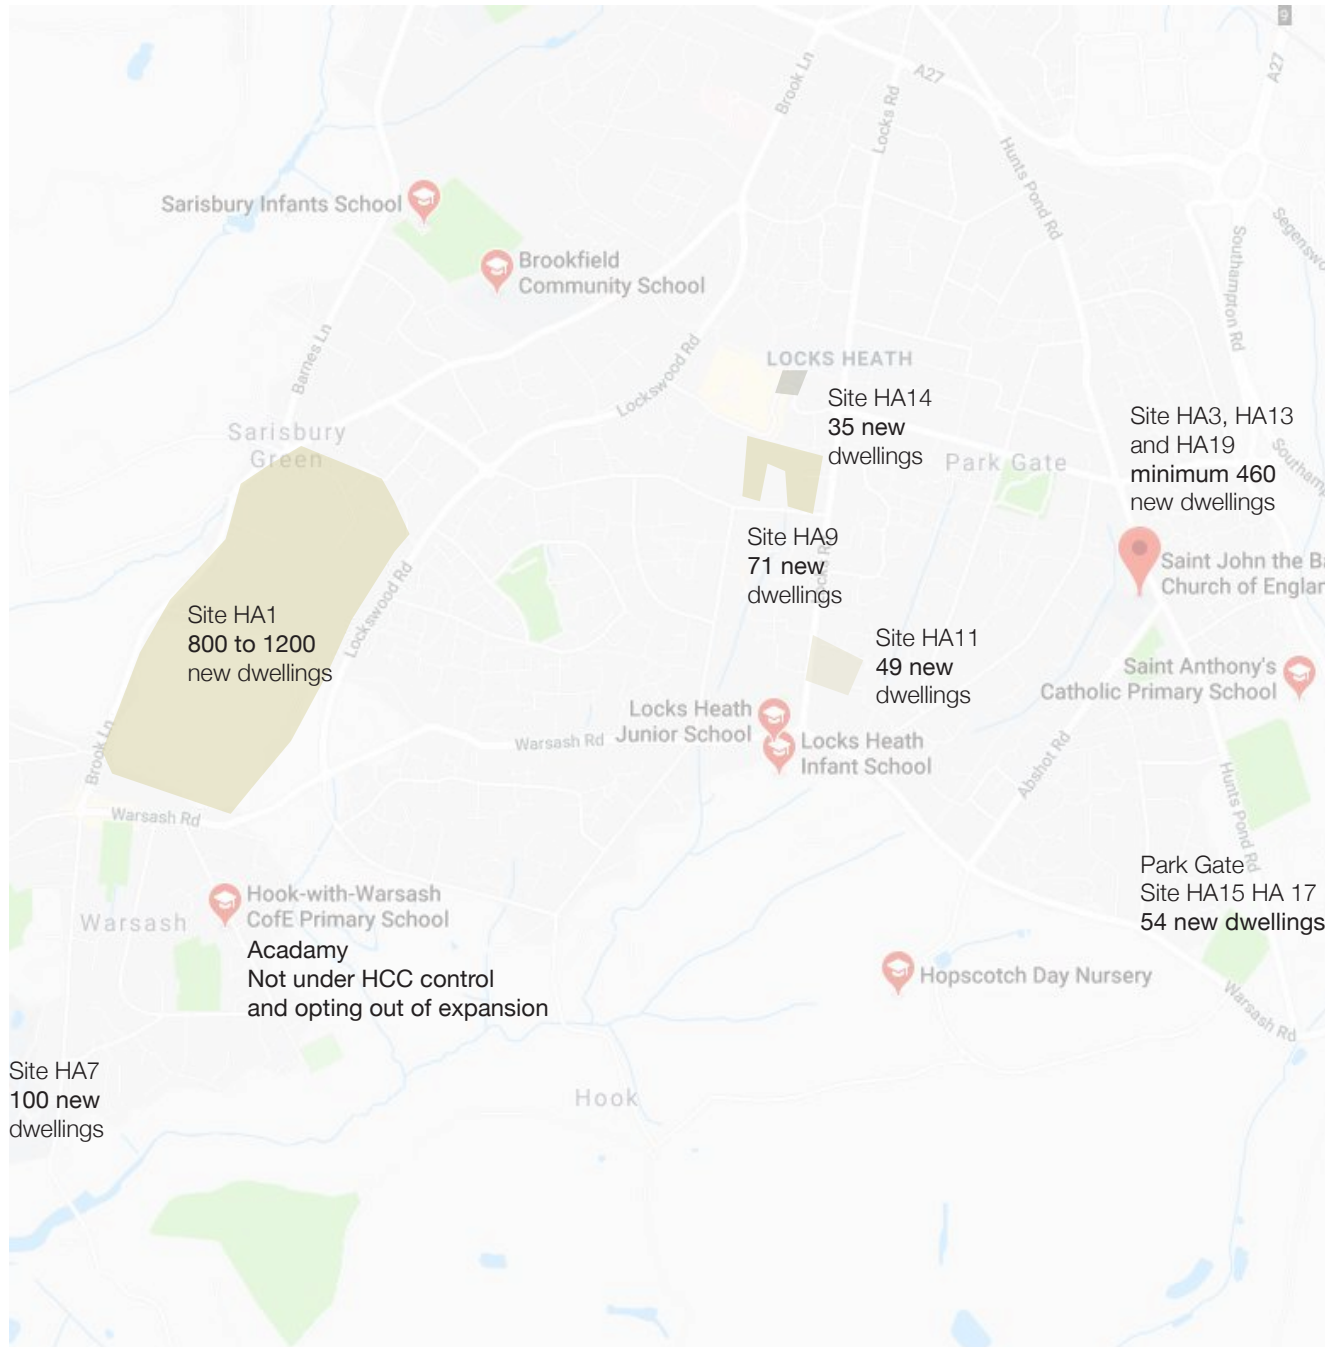 9
A27
A27
Brook Ln
Locks Rd
Hunts Pond Rd
Sarisbury Infants School
Brookfield
Community School
Southampton Rd
Barnes Ln
Lockswood Rd
LOCKS HEATH
Site HA14
35 new
dwellings
Site HA3, HA13
and HA19
minimum 460
new dwellings
Sarisbury
Green
Park Gate
Site HA9
71 new
dwellings
Locks Rd
Saint John the Ba
Church of Englan
Site HA1
800 to 1200
new dwellings
Lockswood Rd
Site HA11
49 new
dwellings
Saint Anthony's
Catholic Primary School
Locks Heath
Junior School
Locks Heath
Infant School
Warsash Rd
Brook Ln
Abshot Rd
Hunts Pond Rd
Warsash Rd
Park Gate
Site HA15 HA 17
54 new dwellings
Warsash
Hook-with-Warsash
CofE Primary School
Acadamy
Not under HCC control
and opting out of expansion
Hopscotch Day Nursery
Warsash Rd
Site HA7
100 new
dwellings
Hook